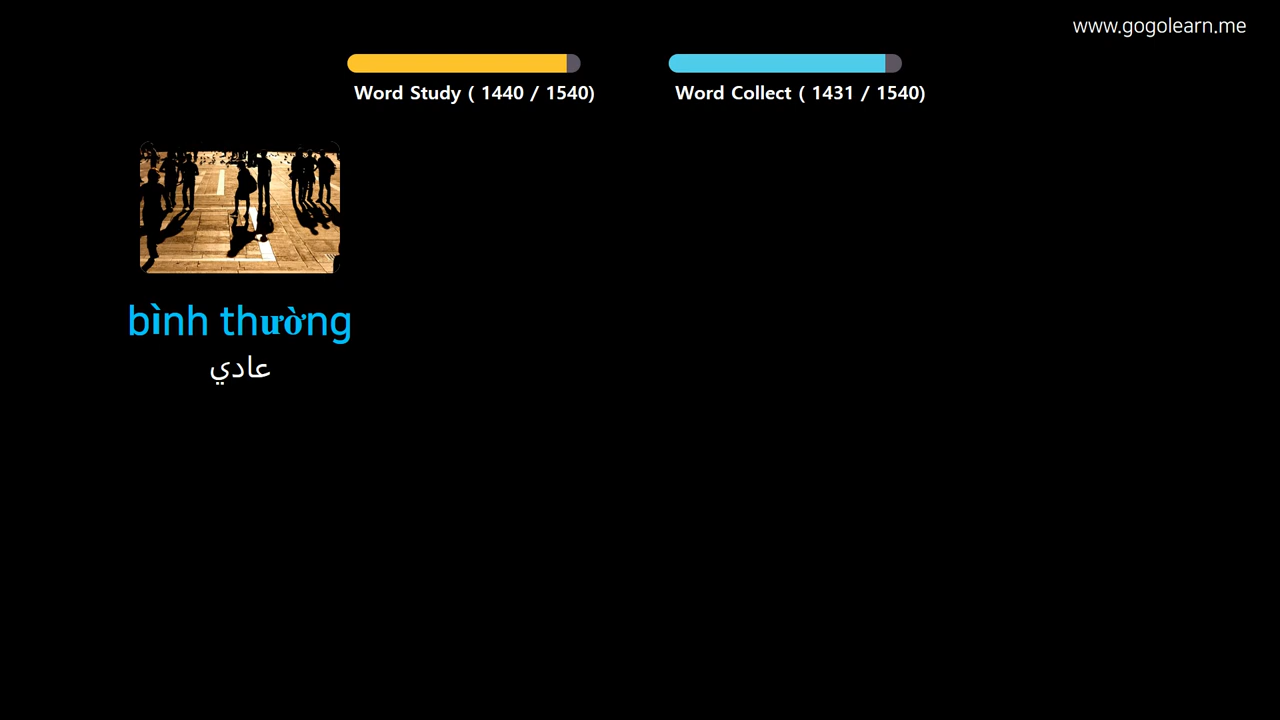 www.gogolearn.me
Word Study ( 1440 / 1540)
Word Collect ( 1431 / 1540)
bình thường
عادي